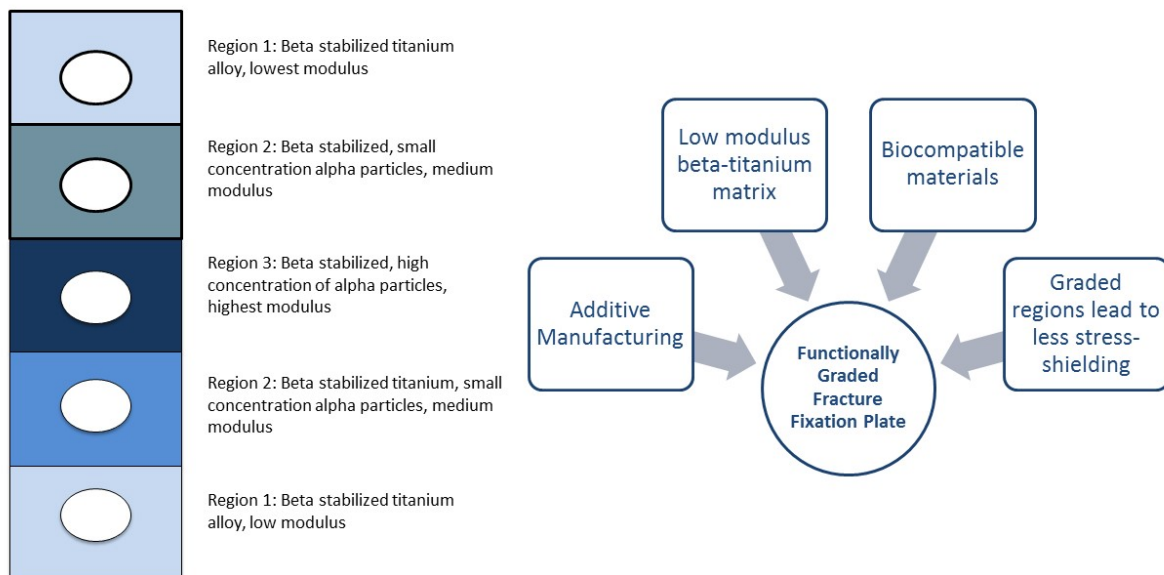 Region 1: Beta stabilized titanium
alloy, lowest modulus
Region 2: Beta stabilized, small
concentration alpha particles, medium
modulus
Region 3: Beta stabilized, high
concentration of alpha particles,
highest modulus
Region 2: Beta stabilized titanium, small
concentration alpha particles, medium
modulus
Region 1: Beta stabilized titanium
alloy, low modulus
Additive
Manufacturing
Low modulus
beta-titanium
matrix
Biocompatible
materials
Graded
regions lead to
less stress-
shielding
Functionally
Graded
Fracture
Fixation Plate